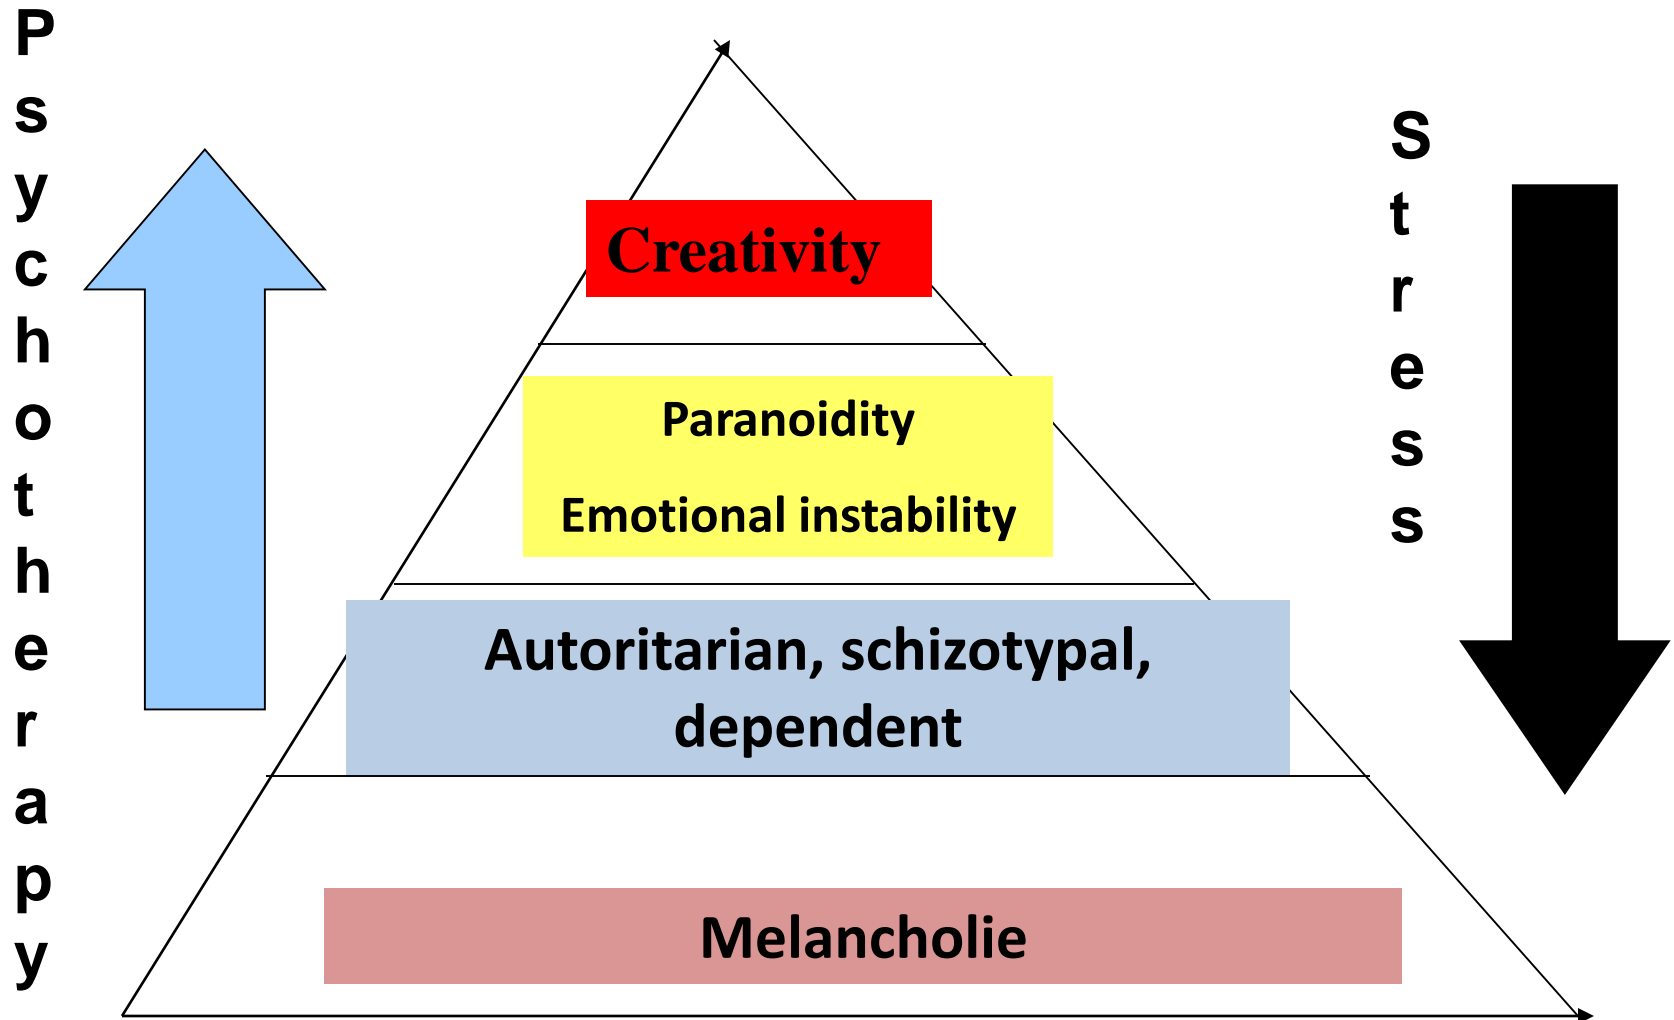 Psychotherapy
Creativity
Paranoidity
Emotional instability
Autoritarian, schizotypal,
dependent
Melancholie
Stress